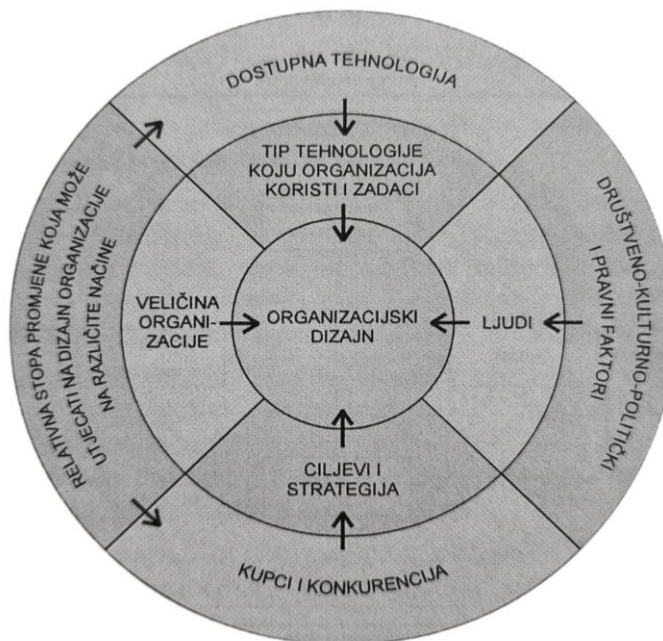 DOSTUPNA TEHNOLOGIJA
TIP TEHNOLOGIJE
KOJU ORGANIZACIJA
KORISTI I ZADACI
RELATIVNA STOPA PROMJENE KOJA MOŽE
UTJECATI NA DIZAJN ORGANIZACIJE
NA RAZLIČITE NAČINE
VELIČINA
ORGANI-
ZACIJE
ORGANIZACIJSKI
DIZAJN
LJUDI
DRUŠTVENO-KULTURNO-POLITIČKI
I PRAVNI FAKTORI
CILJEVI I
STRATEGIJA
KUPCI I KONKURENCIJA